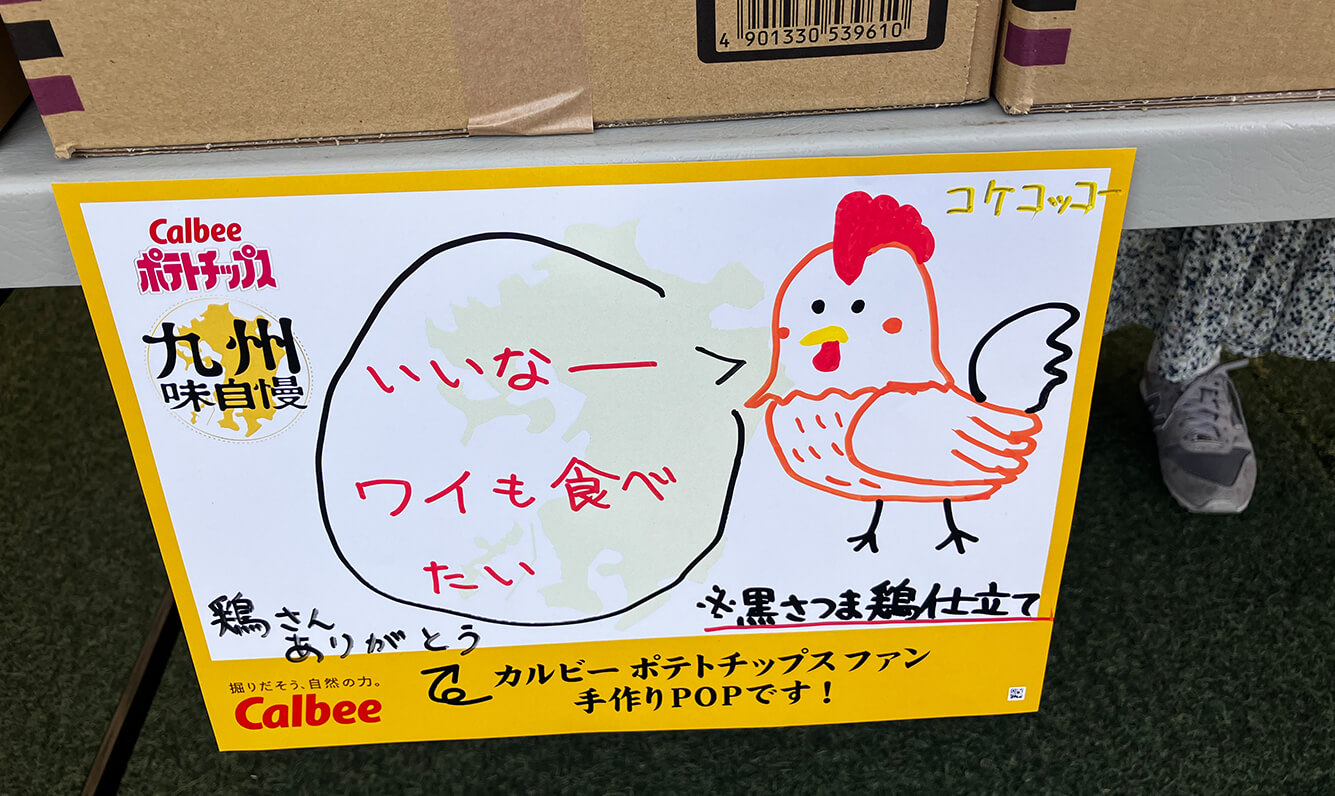 4 901330 539610
コケコッコー
Calbee
ポテトチップス
九州
味自慢
いいなー
ワイも食べ
たい
※黒さつま鶏仕立て
鶏さん
ありがとう
カルビー ポテトチップス ファン
手作りPOPです！
掘りだそう、自然の力。
Calbee